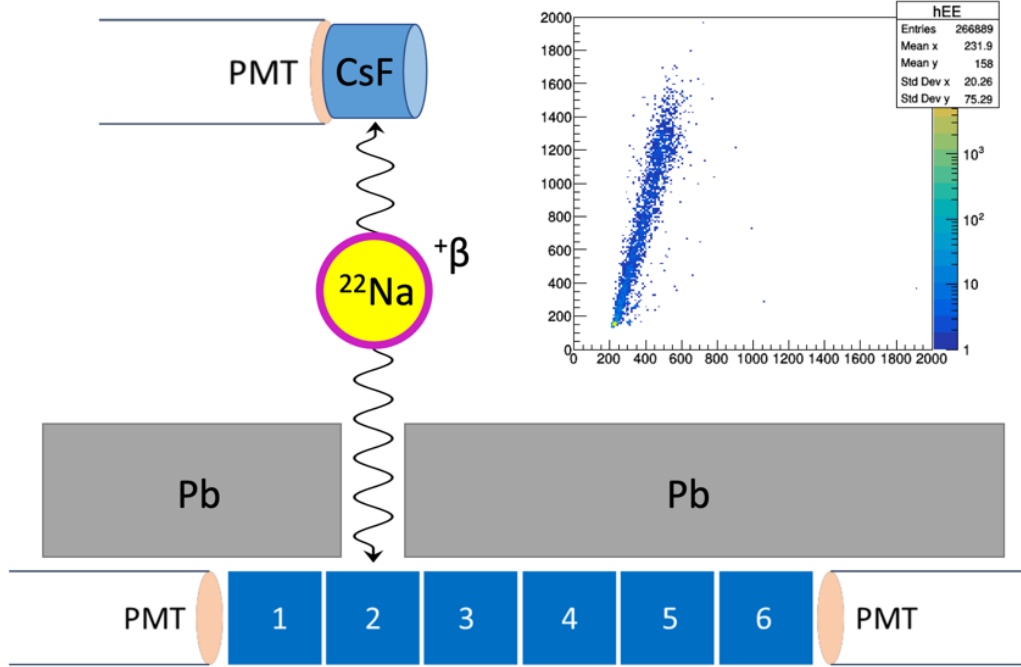 PMT
CsF
22Na
+β
hEE
Entries 266889
Mean x 231.9
Mean y 158
Std Dev x 20.26
Std Dev y 75.29
2000
1800
1600
1400
1200
1000
800
600
400
200
0
0 200 400 600 800 1000 1200 1400 1600 1800 2000
10³
10²
10
1
Pb
Pb
PMT
1
2
3
4
5
6
PMT